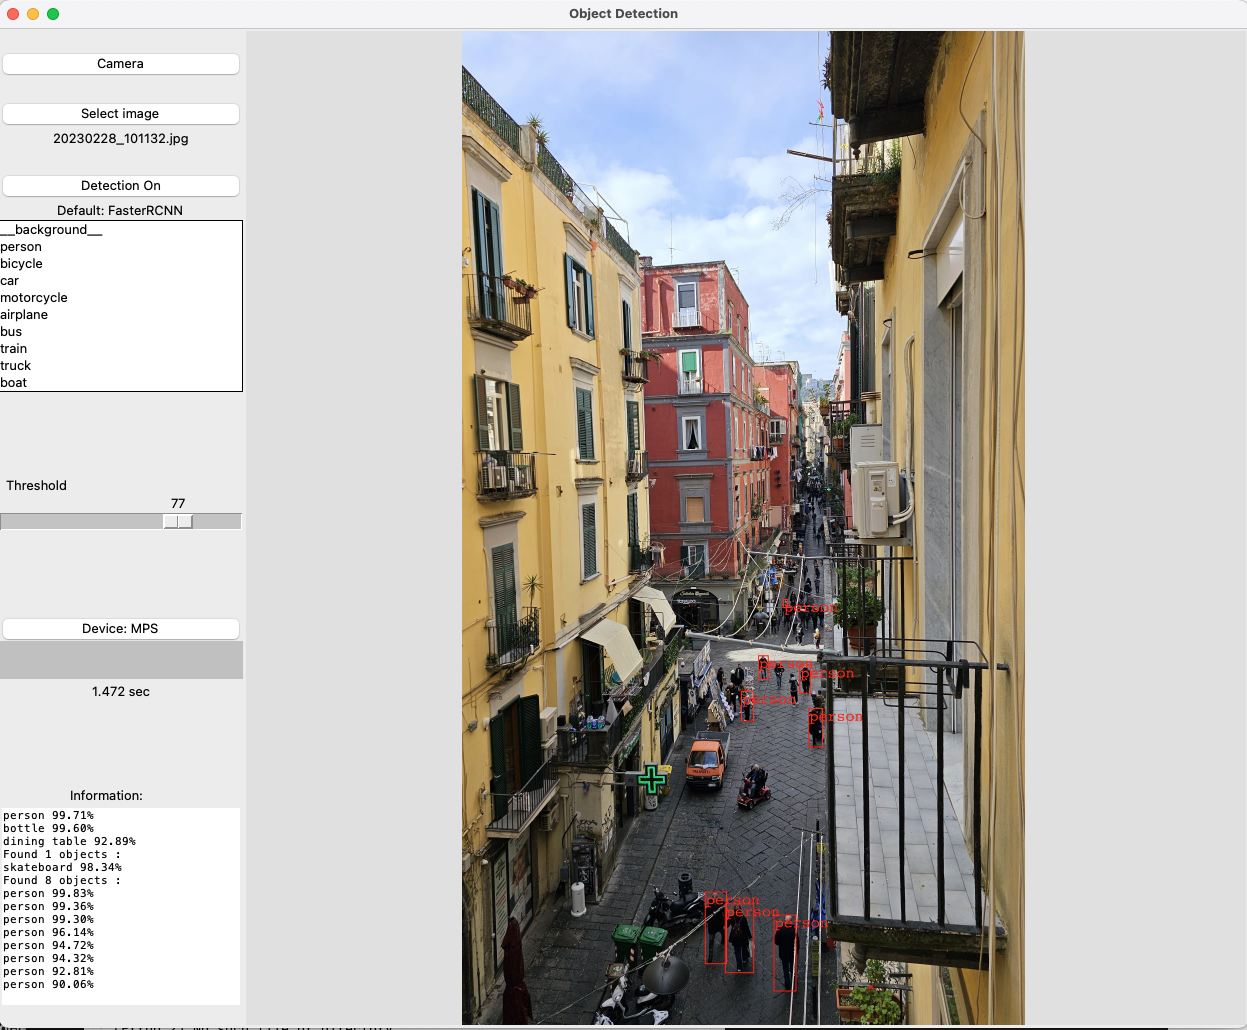 Object Detection
Camera
Select image
20230228_101132.jpg
Detection On
Default: FasterRCNN
__background__
person
bicycle
car
motorcycle
airplane
bus
train
truck
boat
Threshold
77
Device: MPS
1.472 sec
Information:
person 99.71%
bottle 99.60%
dining table 92.89%
Found 1 objects :
skateboard 98.34%
Found 8 objects :
person 99.83%
person 99.36%
person 99.30%
person 96.14%
person 94.72%
person 94.32%
person 92.81%
person 90.06%
person
person
person
person
person
person
person
person